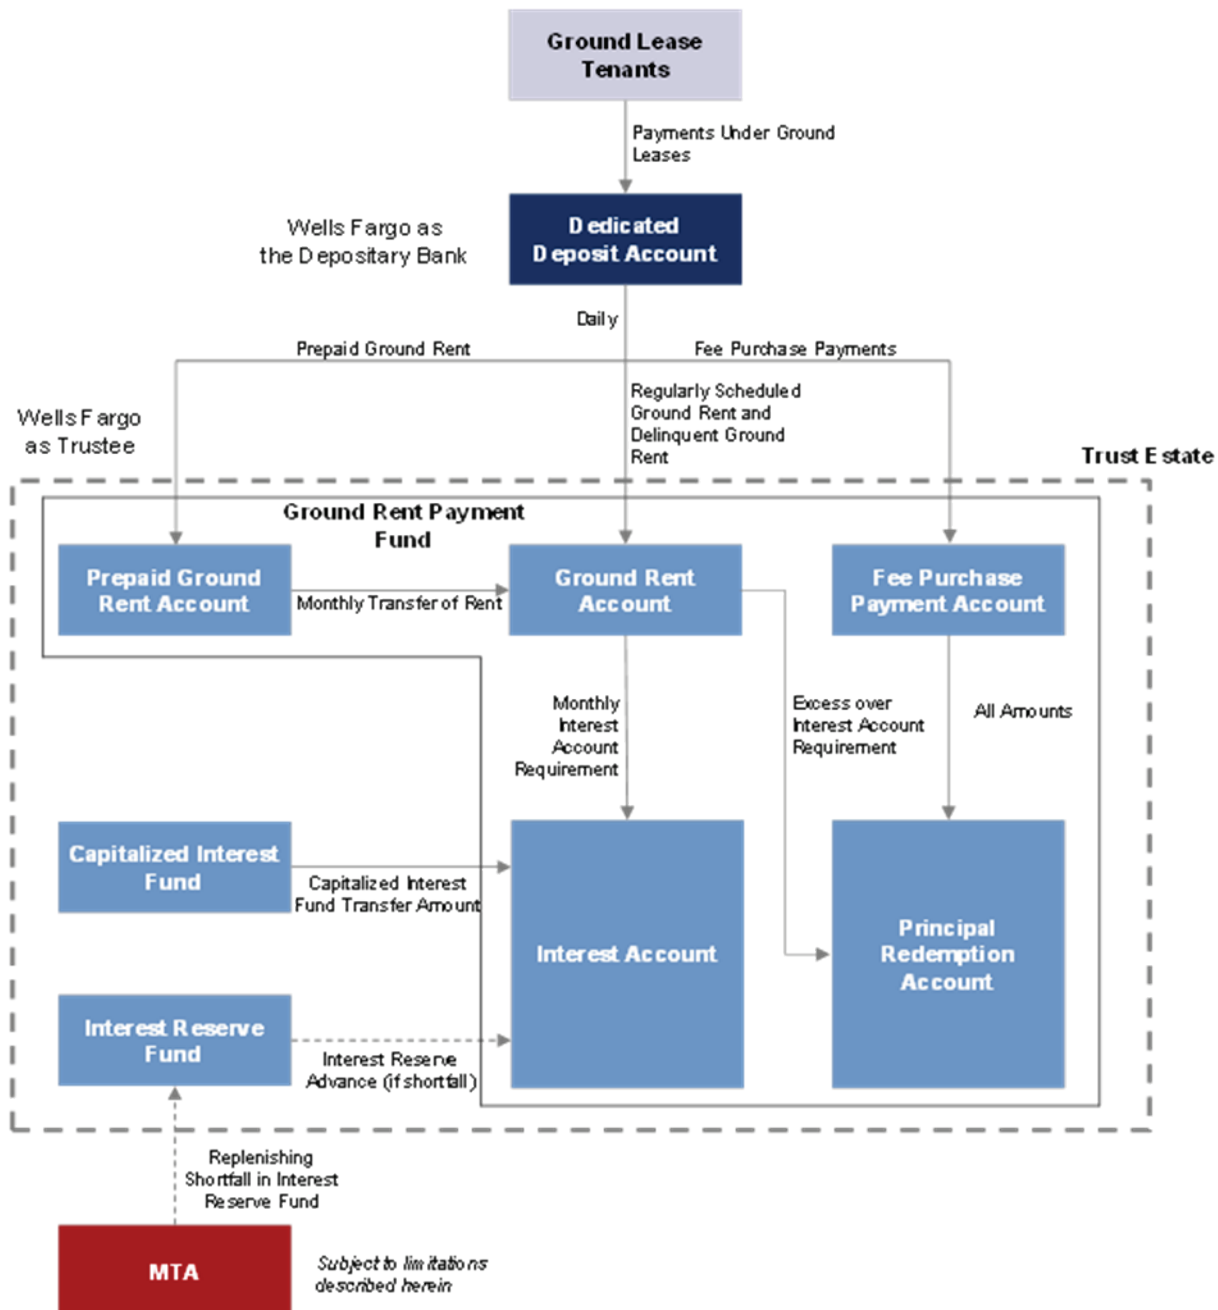 Ground Lease
Tenants
Payments Under Ground
Leases
Wells Fargo as
the Depositary Bank
Dedicated
Deposit Account
Daily
Prepaid Ground Rent
Fee Purchase Payments
Wells Fargo
as Trustee
Regularly Scheduled
Ground Rent and
Delinquent Ground
Rent
Trust Estate
Ground Rent Payment
Fund
Prepaid Ground
Rent Account
Monthly Transfer of Rent
Ground Rent
Account
Fee Purchase
Payment Account
Monthly
Interest
Account
Requirement
Excess over
Interest Account
Requirement
All Amounts
Capitalized Interest
Fund
Capitalized Interest
Fund Transfer Amount
Interest Account
Principal
Redemption
Account
Interest Reserve
Fund
Interest Reserve
Advance (if shortfall)
Replenishing
Shortfall in Interest
Reserve Fund
MTA
Subject to limitations
described herein